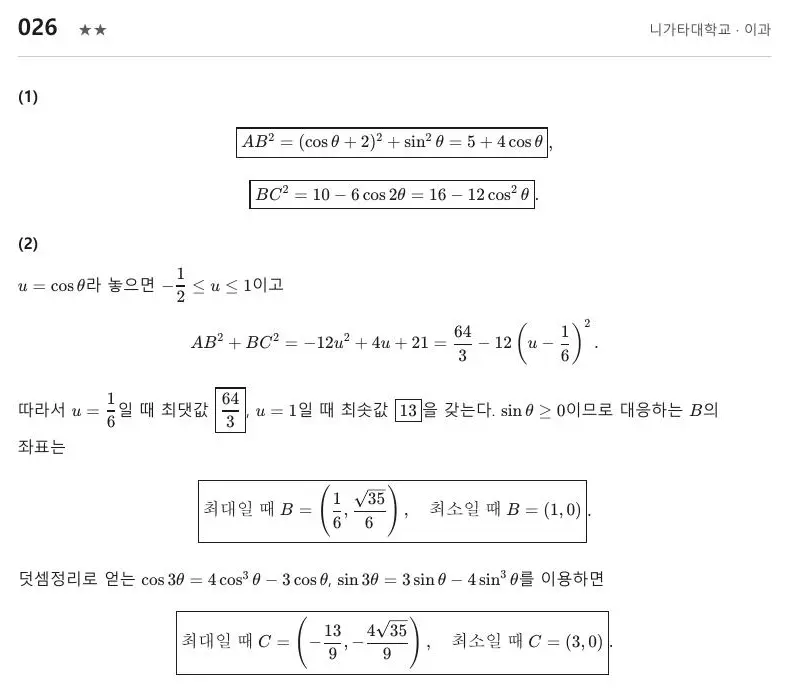 026 ★★ 니가타대학교 · 이과
(1)
AB² = (cos θ + 2)² + sin² θ = 5 + 4 cos θ,
BC² = 10 − 6 cos 2θ = 16 − 12 cos² θ.
(2)
u = cos θ라 놓으면 −1/2 ≤ u ≤ 1이고
AB² + BC² = −12u² + 4u + 21 = 64/3 − 12(u − 1/6)².
따라서 u = 1/6일 때 최댓값 64/3, u = 1일 때 최솟값 13을 갖는다. sin θ ≥ 0이므로 대응하는 B의
좌표는
최대일 때 B = (1/6, √35/6), 최소일 때 B = (1, 0).
덧셈정리로 얻는 cos 3θ = 4 cos³ θ − 3 cos θ, sin 3θ = 3 sin θ − 4 sin³ θ를 이용하면
최대일 때 C = (−13/9, −4√35/9), 최소일 때 C = (3, 0).